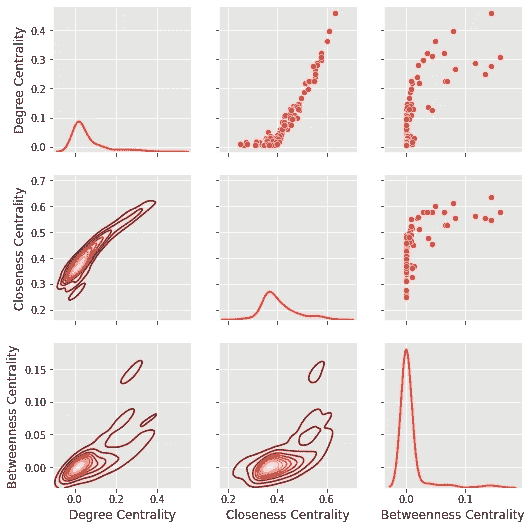 Degree Centrality
0.4
0.3
0.2
0.1
0.0
Closeness Centrality
0.7
0.6
0.5
0.4
0.3
0.2
Betweenness Centrality
0.15
0.10
0.05
0.00
0.0 0.2 0.4
Degree Centrality
0.2 0.4 0.6
Closeness Centrality
0.0 0.1
Betweenness Centrality